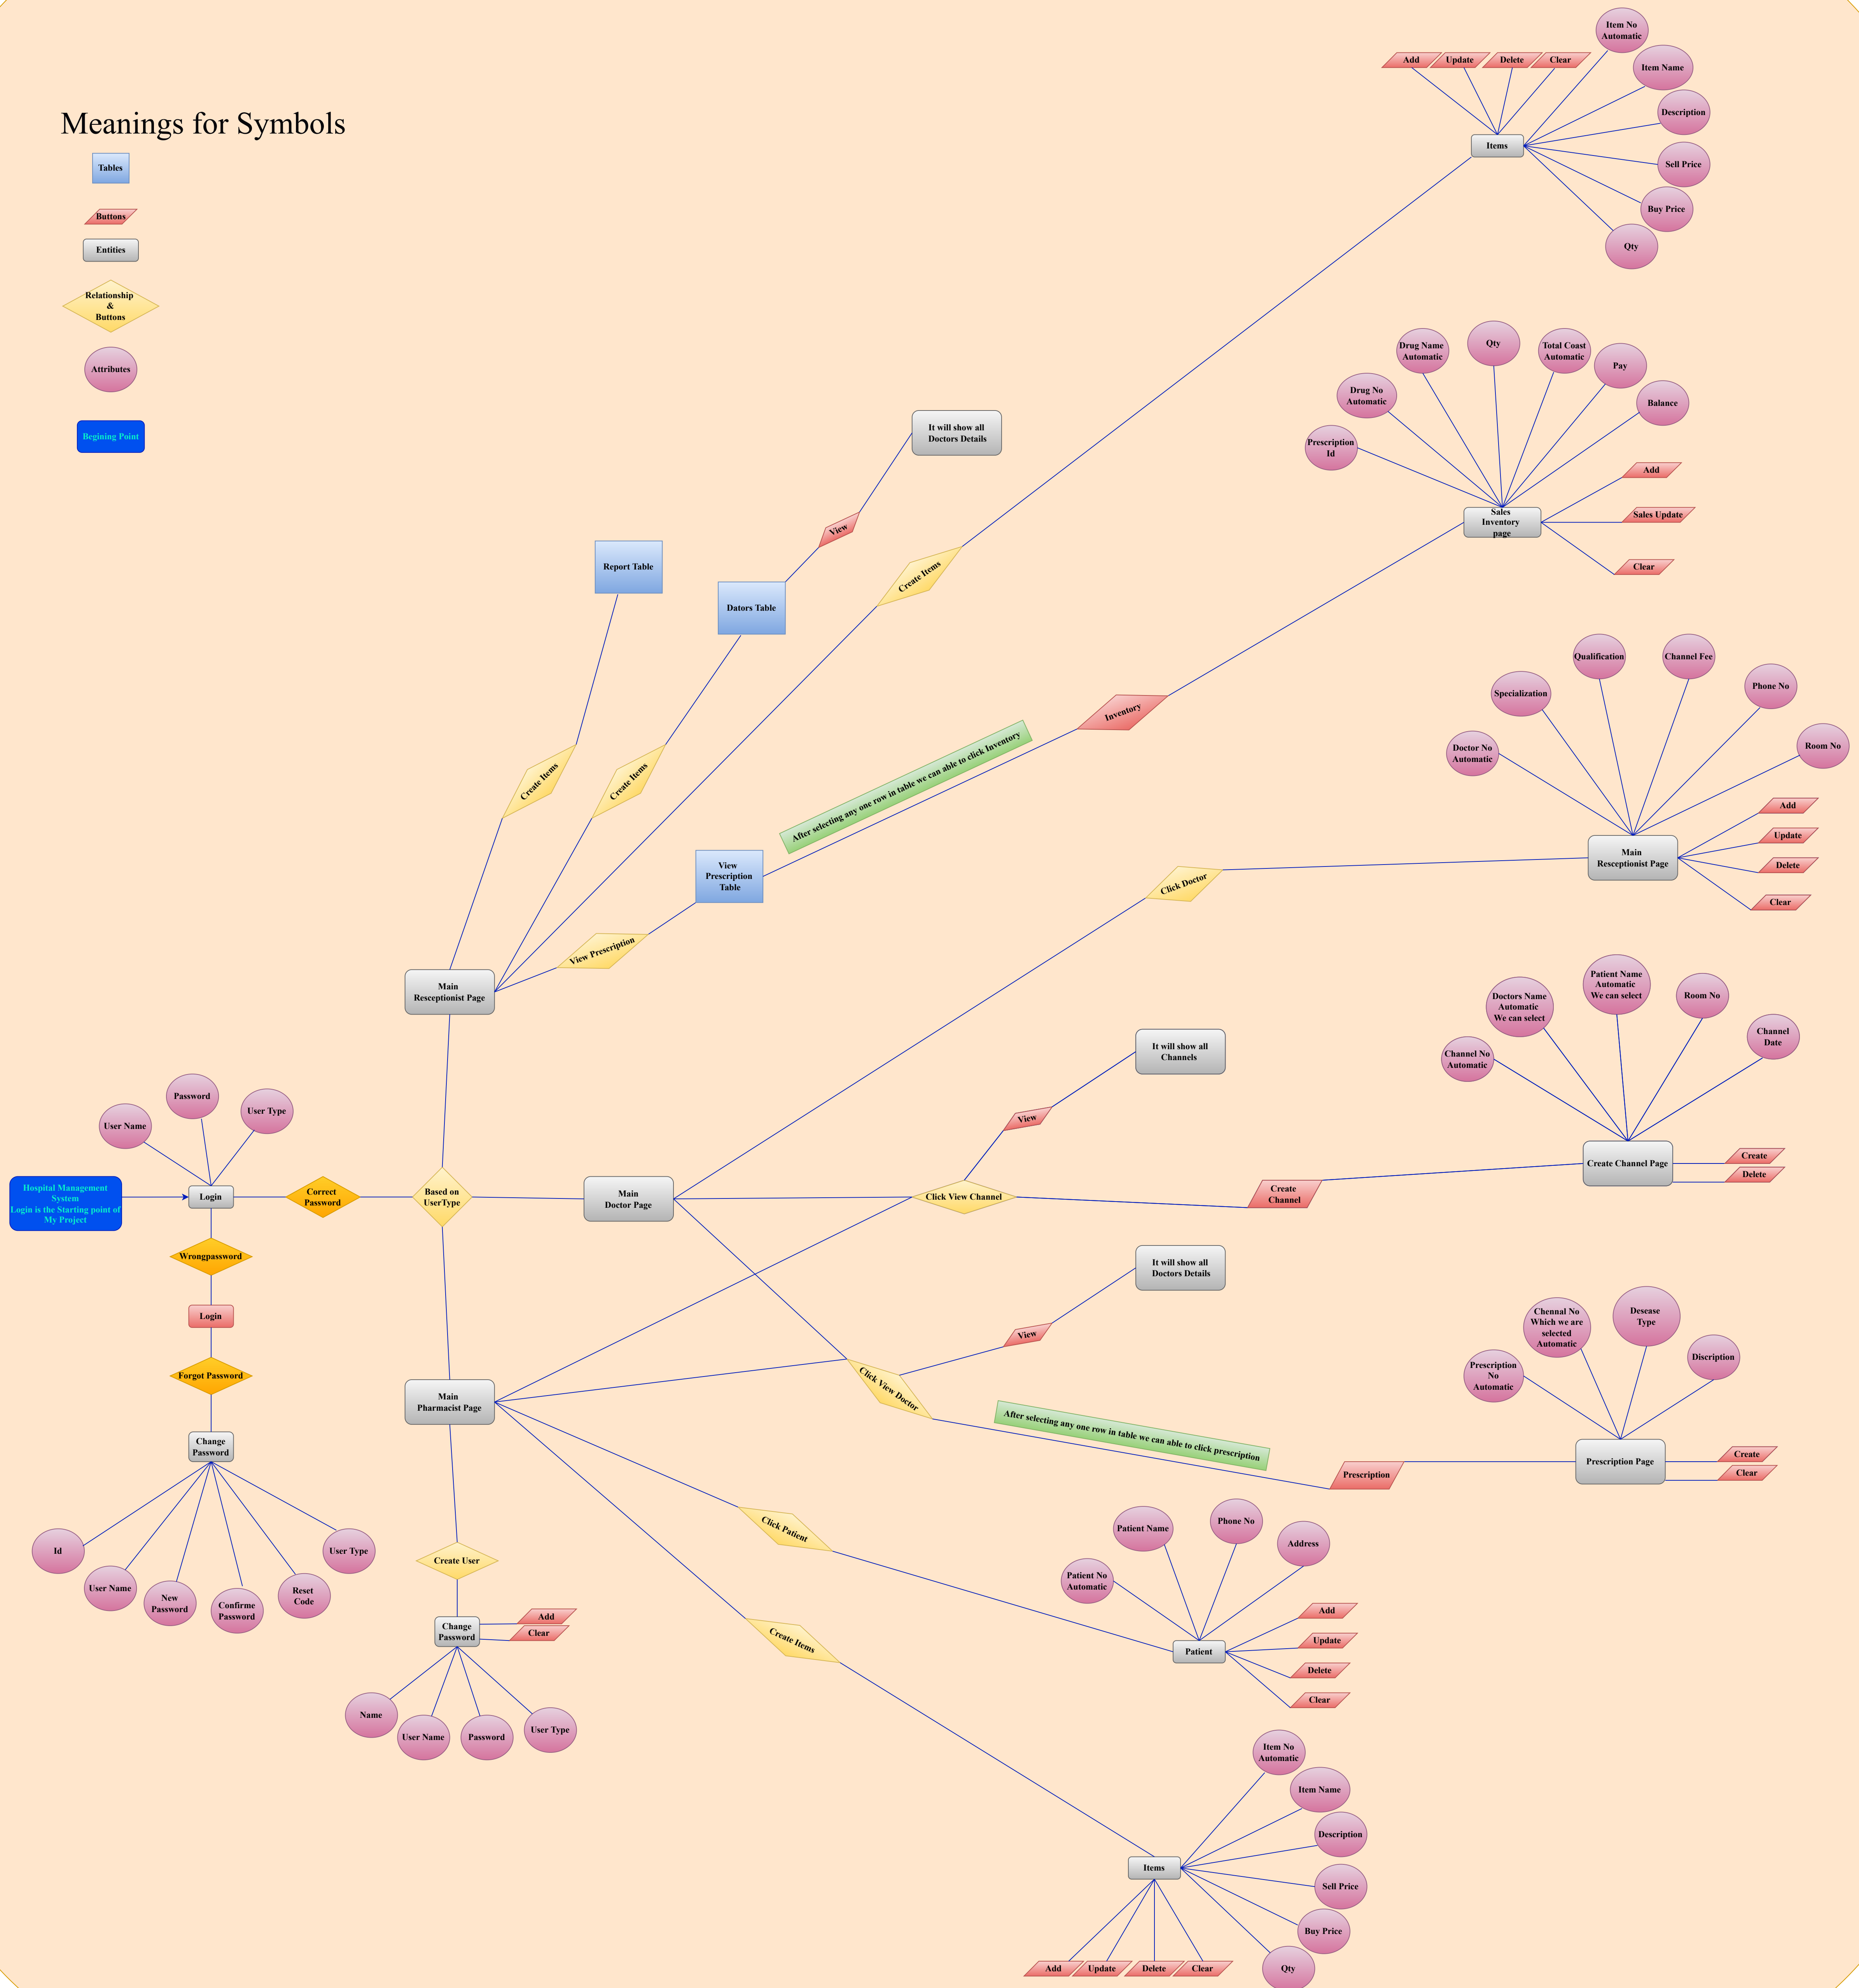 Meanings for Symbols
Tables
Buttons
Entities
Relationship
&
Buttons
Attributes
Begining Point
Add
Update
Delete
Clear
Item No
Automatic
Item Name
Description
Sell Price
Buy Price
Qty
Items
Prescription
Id
Drug No
Automatic
Drug Name
Automatic
Qty
Total Coast
Automatic
Pay
Balance
Sales
Inventory
page
Add
Sales Update
Clear
It will show all
Doctors Details
View
Report Table
Dators Table
Create Items
Create Items
Create Items
Inventory
After selecting any one row in table we can able to click Inventory
View
Prescription
Table
View Prescription
Main
Resceptionist Page
Doctor No
Automatic
Specialization
Qualification
Channel Fee
Phone No
Room No
Main
Resceptionist Page
Add
Update
Delete
Clear
Click Doctor
It will show all
Channels
View
Channel No
Automatic
Doctors Name
Automatic
We can select
Patient Name
Automatic
We can select
Room No
Channel
Date
Create Channel Page
Create
Delete
User Name
Password
User Type
Hospital Management
System
Login is the Starting point of
My Project
Login
Correct
Password
Based on
UserType
Main
Doctor Page
Click View Channel
Create
Channel
Wrongpassword
Login
Forgot Password
Change
Password
Id
User Name
New
Password
Confirme
Password
Reset
Code
User Type
It will show all
Doctors Details
View
Click View Doctor
Main
Pharmacist Page
After selecting any one row in table we can able to click prescription
Prescription
Prescription
No
Automatic
Chennal No
Which we are
selected
Automatic
Desease
Type
Discription
Prescription Page
Create
Clear
Click Patient
Patient No
Automatic
Patient Name
Phone No
Address
Patient
Add
Update
Delete
Clear
Create User
Change
Password
Add
Clear
Name
User Name
Password
User Type
Create Items
Item No
Automatic
Item Name
Description
Sell Price
Buy Price
Qty
Items
Add
Update
Delete
Clear